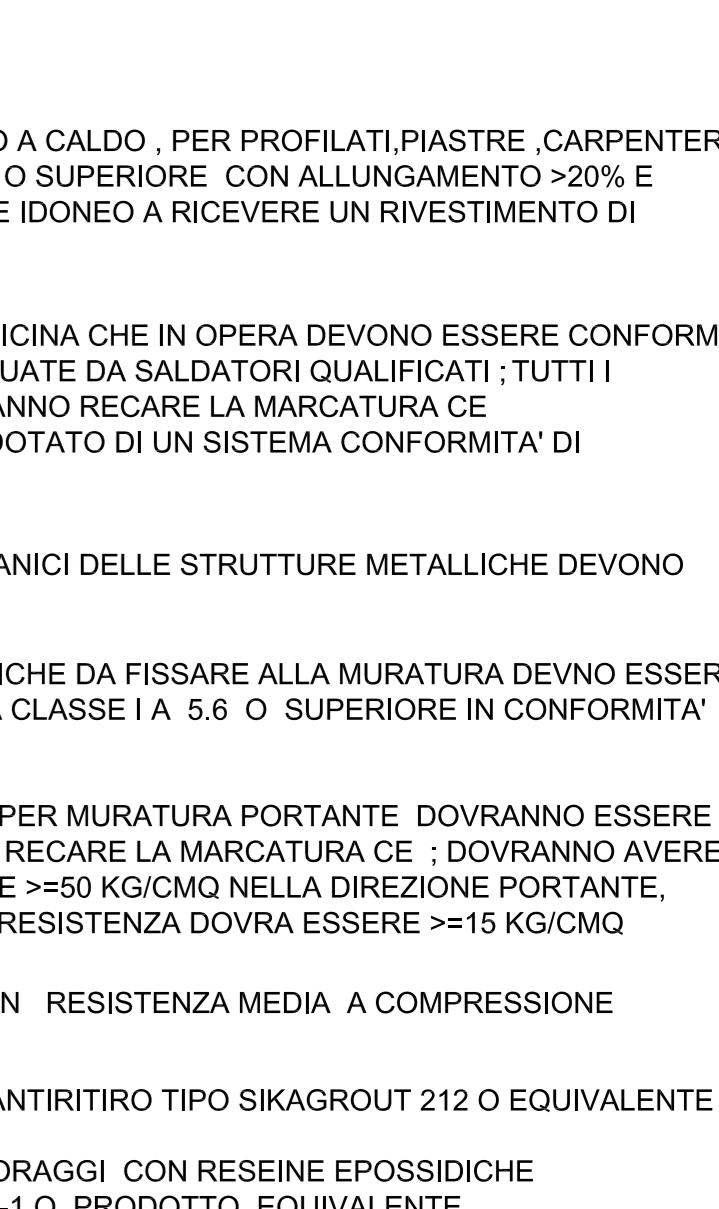 O A CALDO , PER PROFILATI,PIASTRE ,CARPENTER
O SUPERIORE CON ALLUNGAMENTO >20% E
E IDONEO A RICEVERE UN RIVESTIMENTO DI
ICINA CHE IN OPERA DEVONO ESSERE CONFORM
UATE DA SALDATORI QUALIFICATI ; TUTTI I
ANNO RECARE LA MARCATURA CE
DOTATO DI UN SISTEMA CONFORMITA' DI
ANICI DELLE STRUTTURE METALLICHE DEVONO
ICHE DA FISSARE ALLA MURATURA DEVNO ESSER
A CLASSE I A 5.6 O SUPERIORE IN CONFORMITA'
PER MURATURA PORTANTE DOVRANNO ESSERE
RECARE LA MARCATURA CE ; DOVRANNO AVERE
E >=50 KG/CMQ NELLA DIREZIONE PORTANTE,
RESISTENZA DOVRA ESSERE >=15 KG/CMQ
N RESISTENZA MEDIA A COMPRESSIONE
ANTIRITIRO TIPO SIKAGROUT 212 O EQUIVALENTE
ORAGGI CON RESEINE EPOSSIDICHE
-1 O PRODOTTO EQUIVALENTE